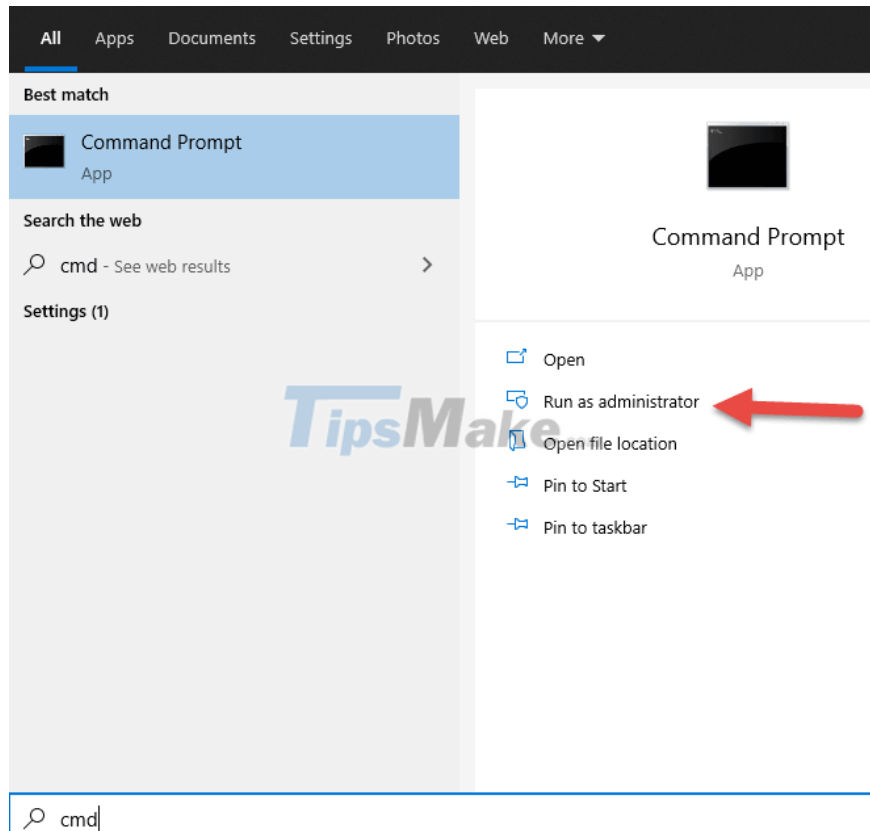 All Apps Documents Settings Photos Web More
Best match
Command Prompt
App
Search the web
cmd - See web results
Settings (1)
Command Prompt
App
Open
Run as administrator
Open file location
Pin to Start
Pin to taskbar
TipsMake
cmd